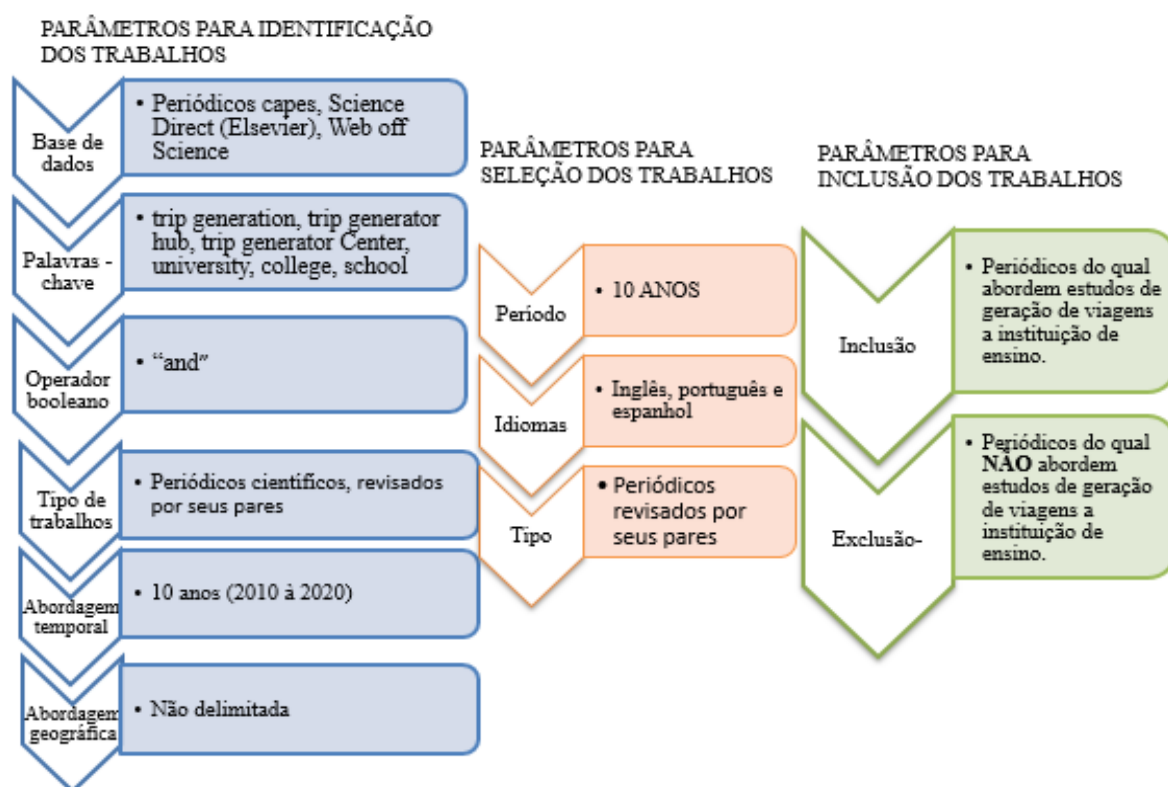 PARÂMETROS PARA IDENTIFICAÇÃO
DOS TRABALHOS
Base de
dados
• Periódicos capes, Science
Direct (Elsevier), Web off
Science
Palavras -
chave
• trip generation, trip generator
hub, trip generator Center,
university, college, school
Operador
booleano
• “and”
Tipo de
trabalhos
• Periódicos científicos, revisados
por seus pares
Abordagem
temporal
• 10 anos (2010 à 2020)
Abordagem
geográfica
• Não delimitada
PARÂMETROS PARA
SELEÇÃO DOS TRABALHOS
Período
• 10 ANOS
Idiomas
• Inglês, português e
espanhol
Tipo
• Periódicos
revisados por
seus pares
PARÂMETROS PARA
INCLUSÃO DOS TRABALHOS
Inclusão
• Periódicos do qual
abordem estudos de
geração de viagens
a instituição de
ensino.
Exclusão-
• Periódicos do qual
NÃO abordem
estudos de geração
de viagens a
instituição de
ensino.